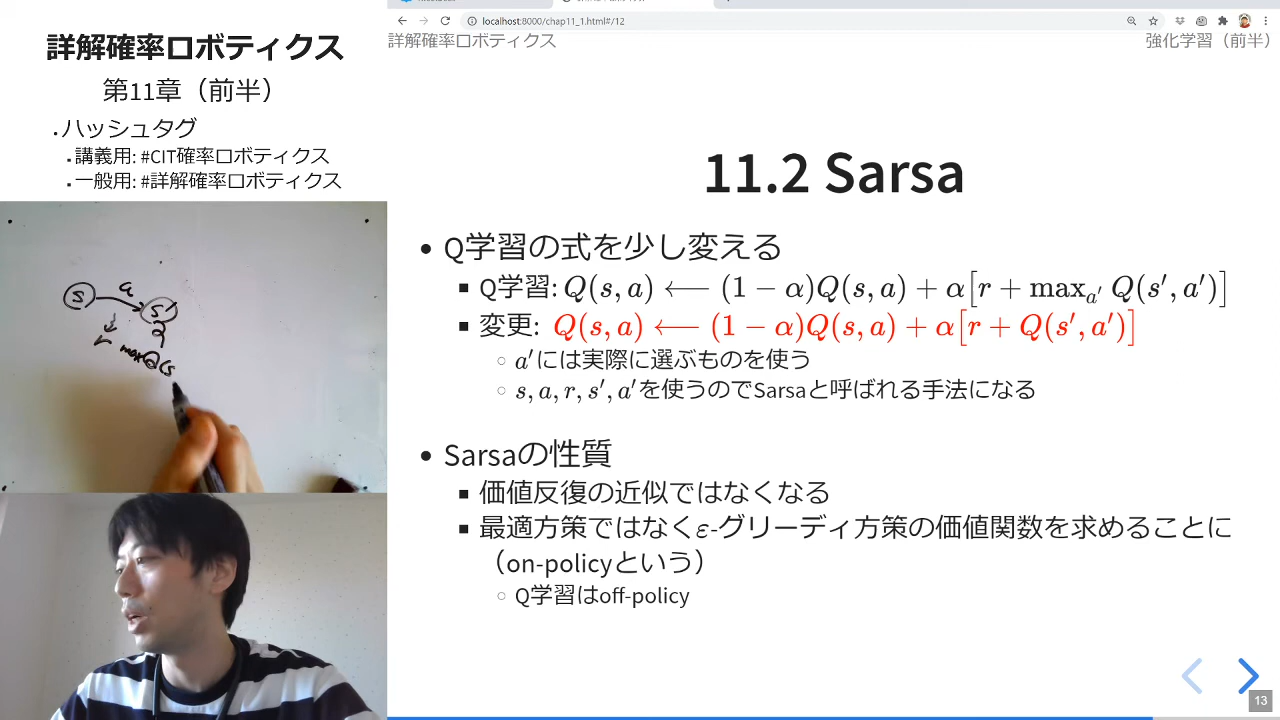 詳解確率ロボティクス
第11章（前半）
・ハッシュタグ
▪講義用: #CIT確率ロボティクス
▪一般用: #詳解確率ロボティクス
s a s'
max Q(s
localhost:8000/chap11_1.html#/12
詳解確率ロボティクス
強化学習（前半）
11.2 Sarsa
• Q学習の式を少し変える
▪ Q学習: Q(s, a) ⟵ (1 − α)Q(s, a) + α[r + max_{a′} Q(s′, a′)]
▪ 変更: Q(s, a) ⟵ (1 − α)Q(s, a) + α[r + Q(s′, a′)]
○ a′には実際に選ぶものを使う
○ s, a, r, s′, a′を使うのでSarsaと呼ばれる手法になる
• Sarsaの性質
▪ 価値反復の近似ではなくなる
▪ 最適方策ではなくε-グリーディ方策の価値関数を求めることに
（on-policyという）
○ Q学習はoff-policy
13